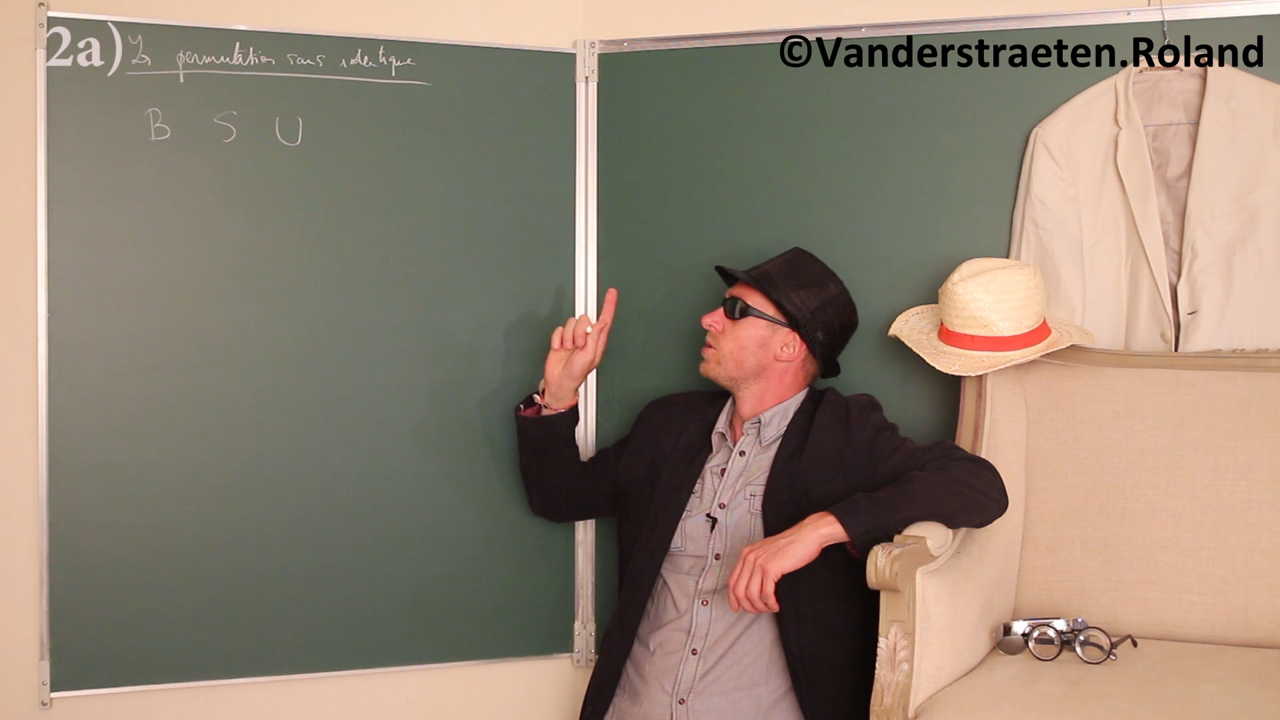 ©Vanderstraeten.Roland
2a) La permutation sans identique
B S U